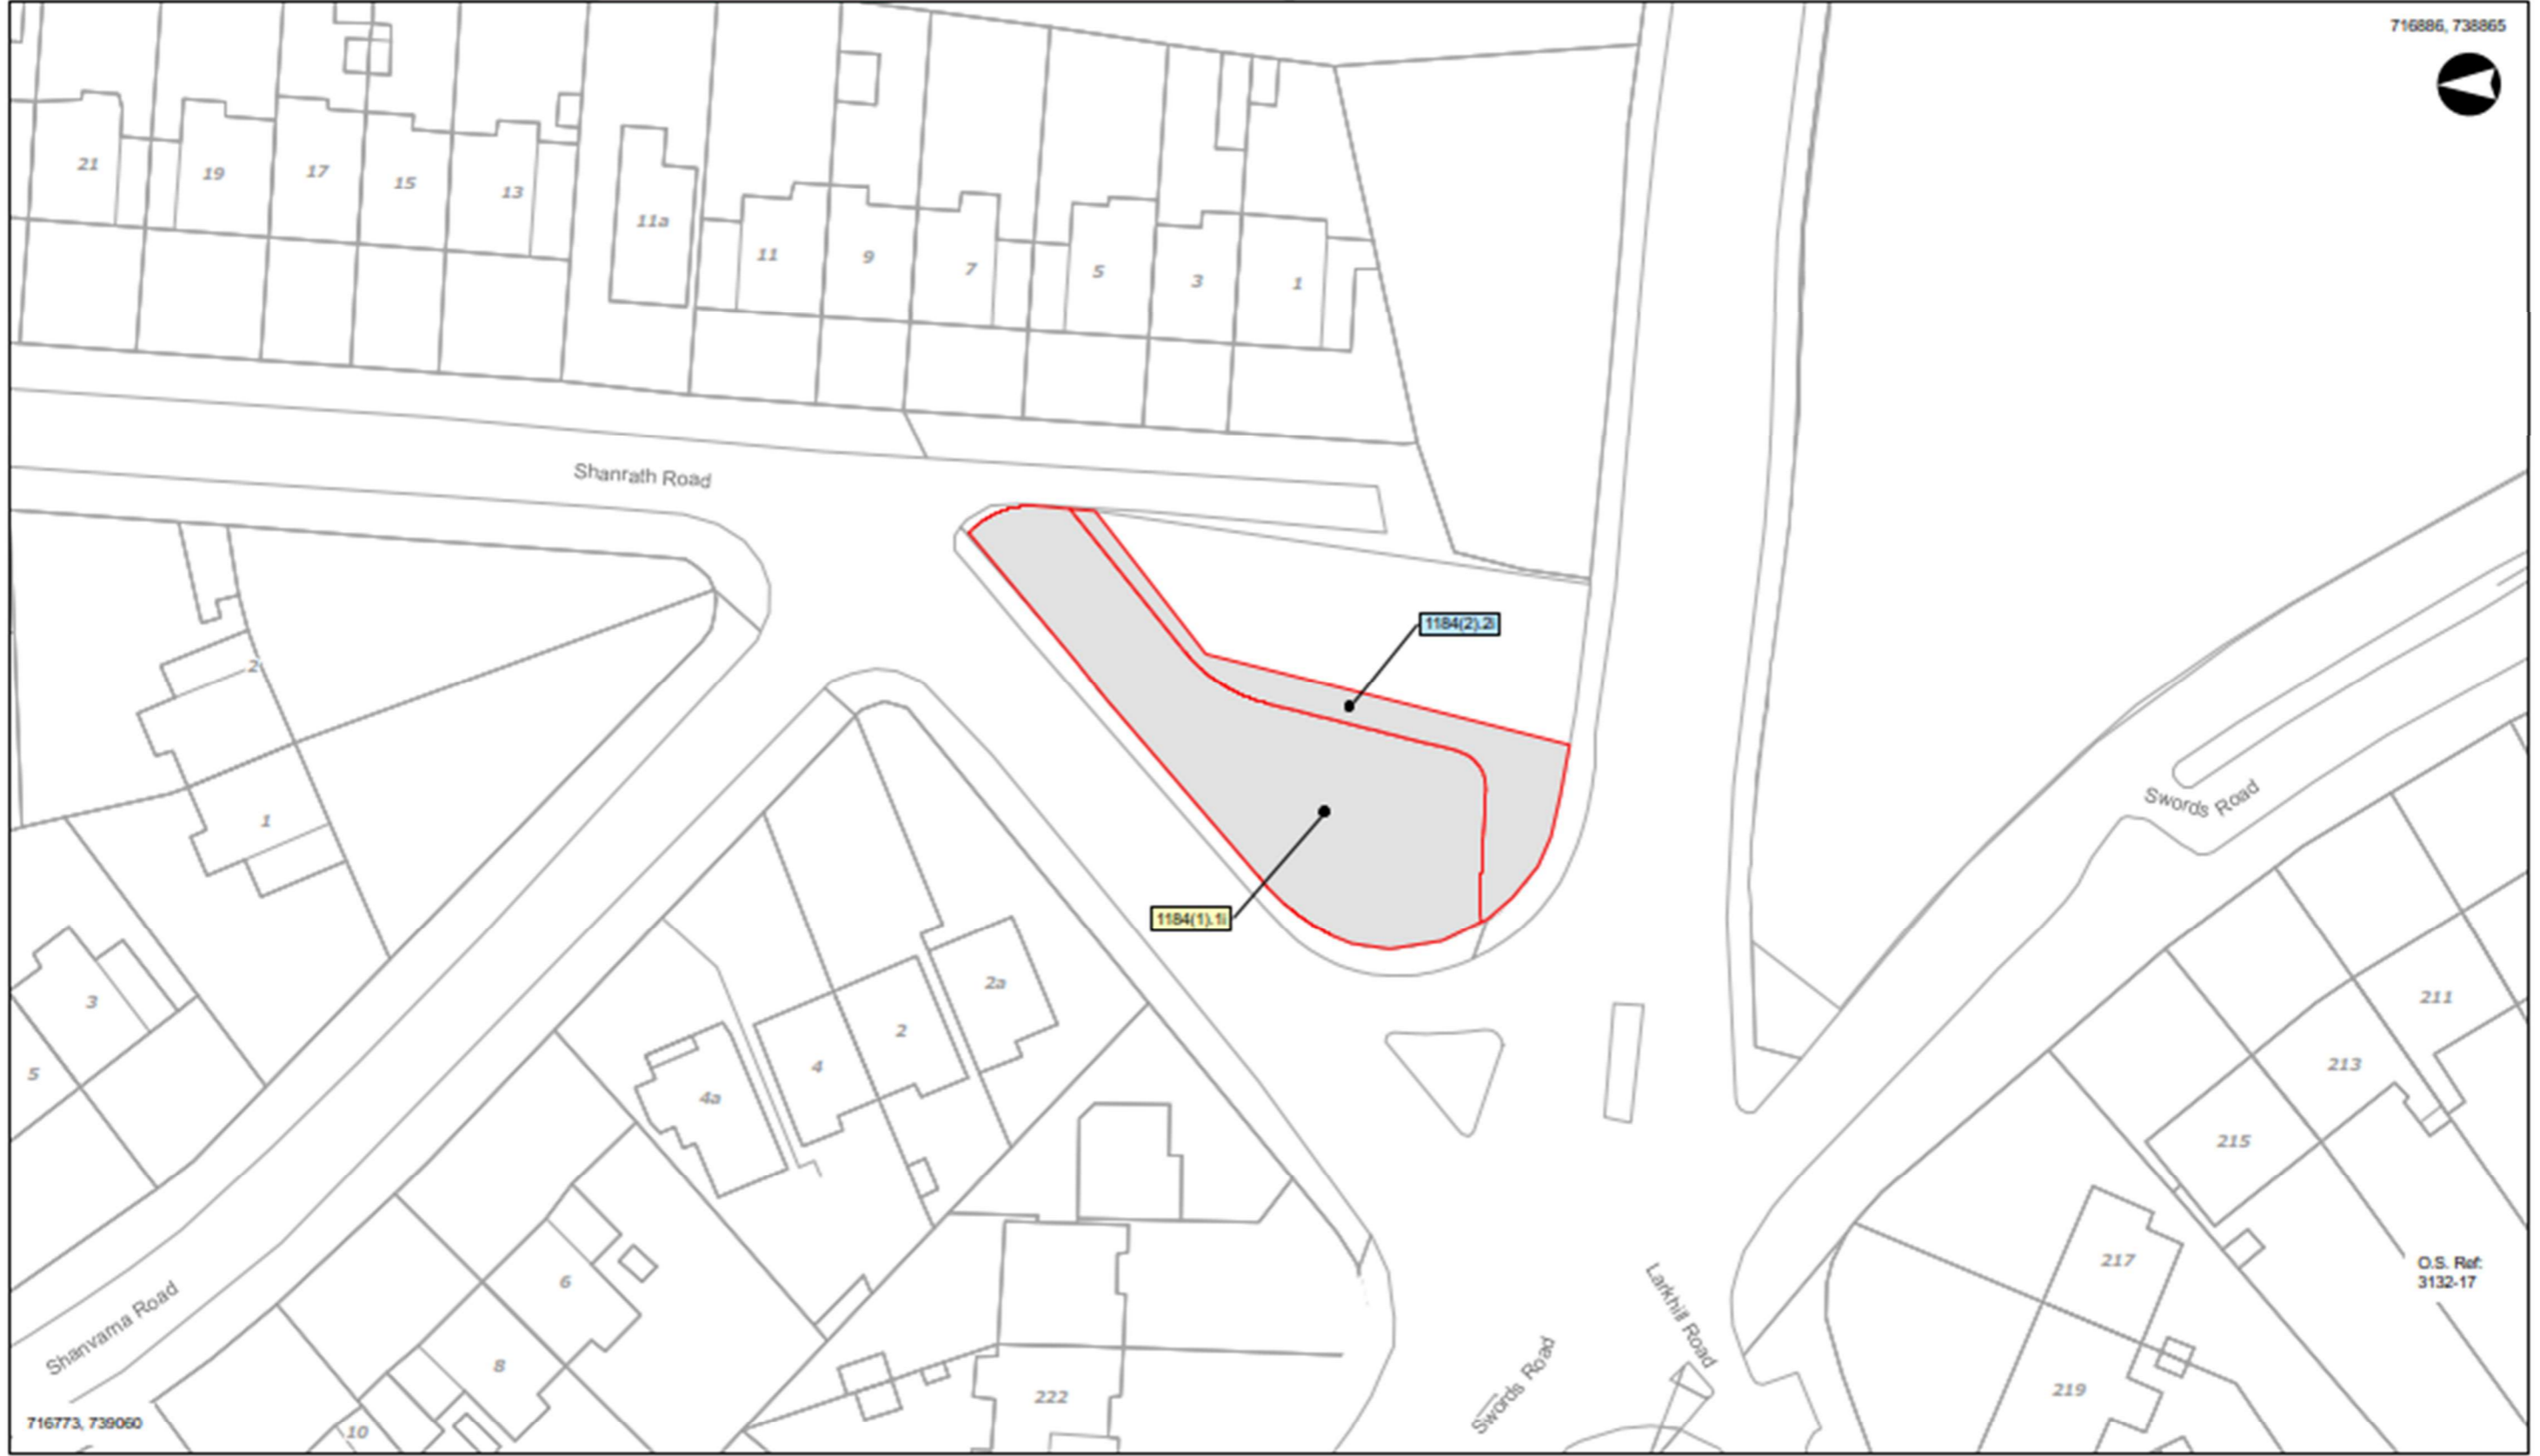 716886, 738865
21
19
17
15
13
11a
11
9
7
5
3
1
Shanrath Road
1184(2).2i
2
1
Swords Road
1184(1).1i
3
2a
211
5
4
2
213
4a
215
6
217
O.S. Ref:
3132-17
Shanvarna Road
Larkhill Road
8
Swords Road
219
222
716773, 739060
10